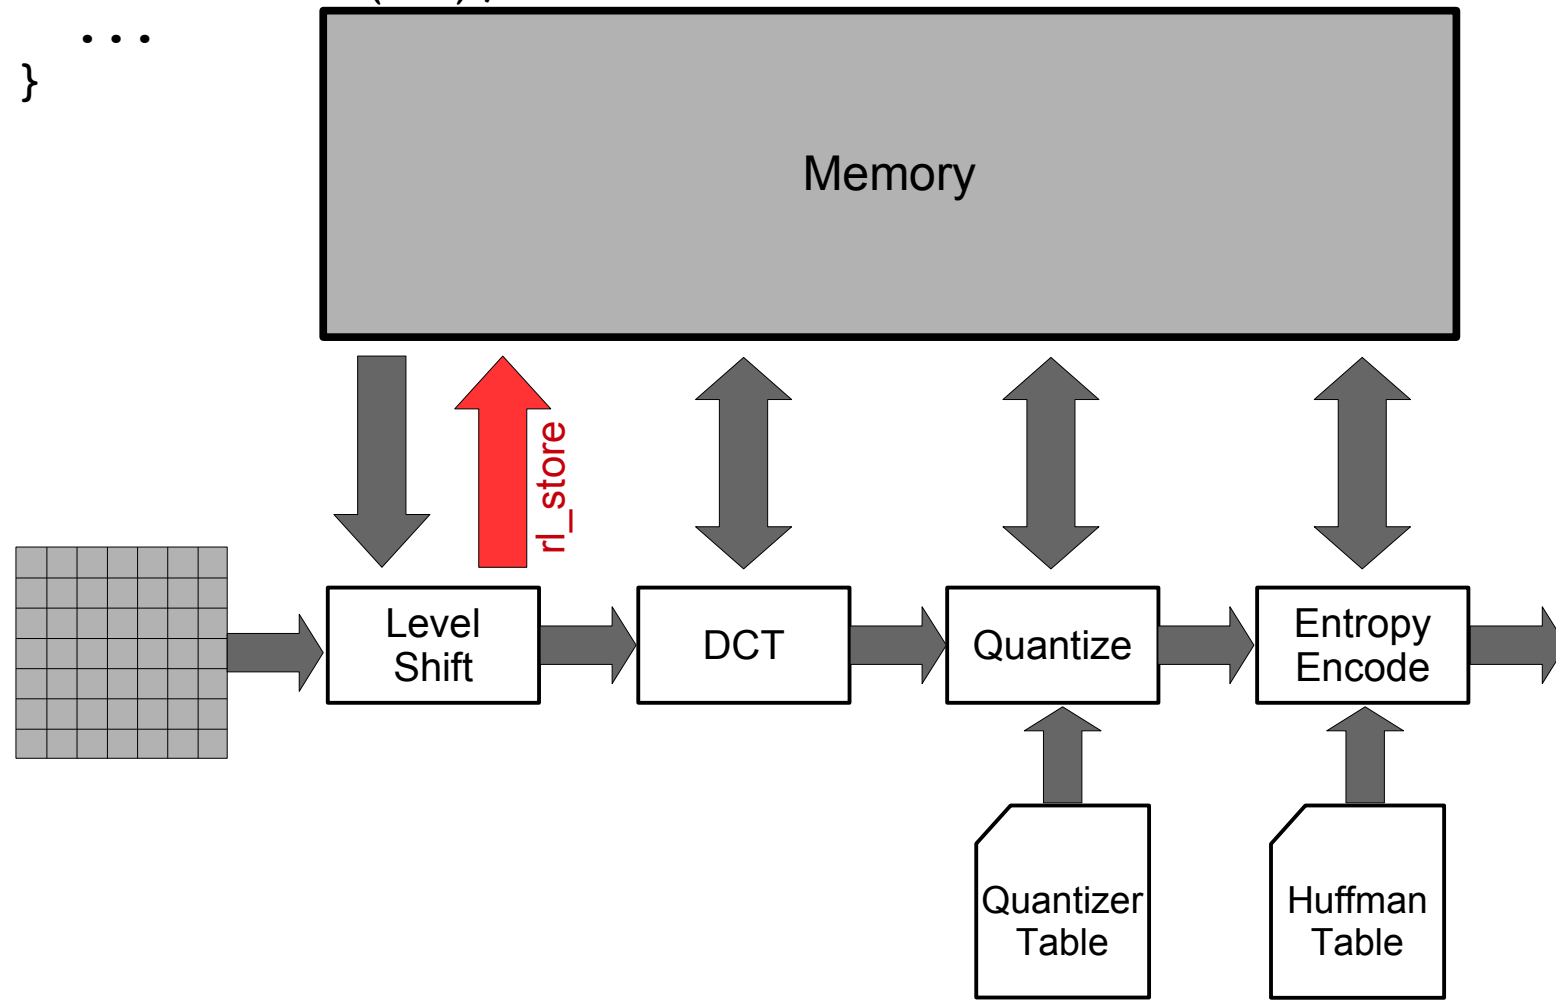 ...
}
Memory
rl_store
Level
Shift
DCT
Quantize
Entropy
Encode
Quantizer
Table
Huffman
Table